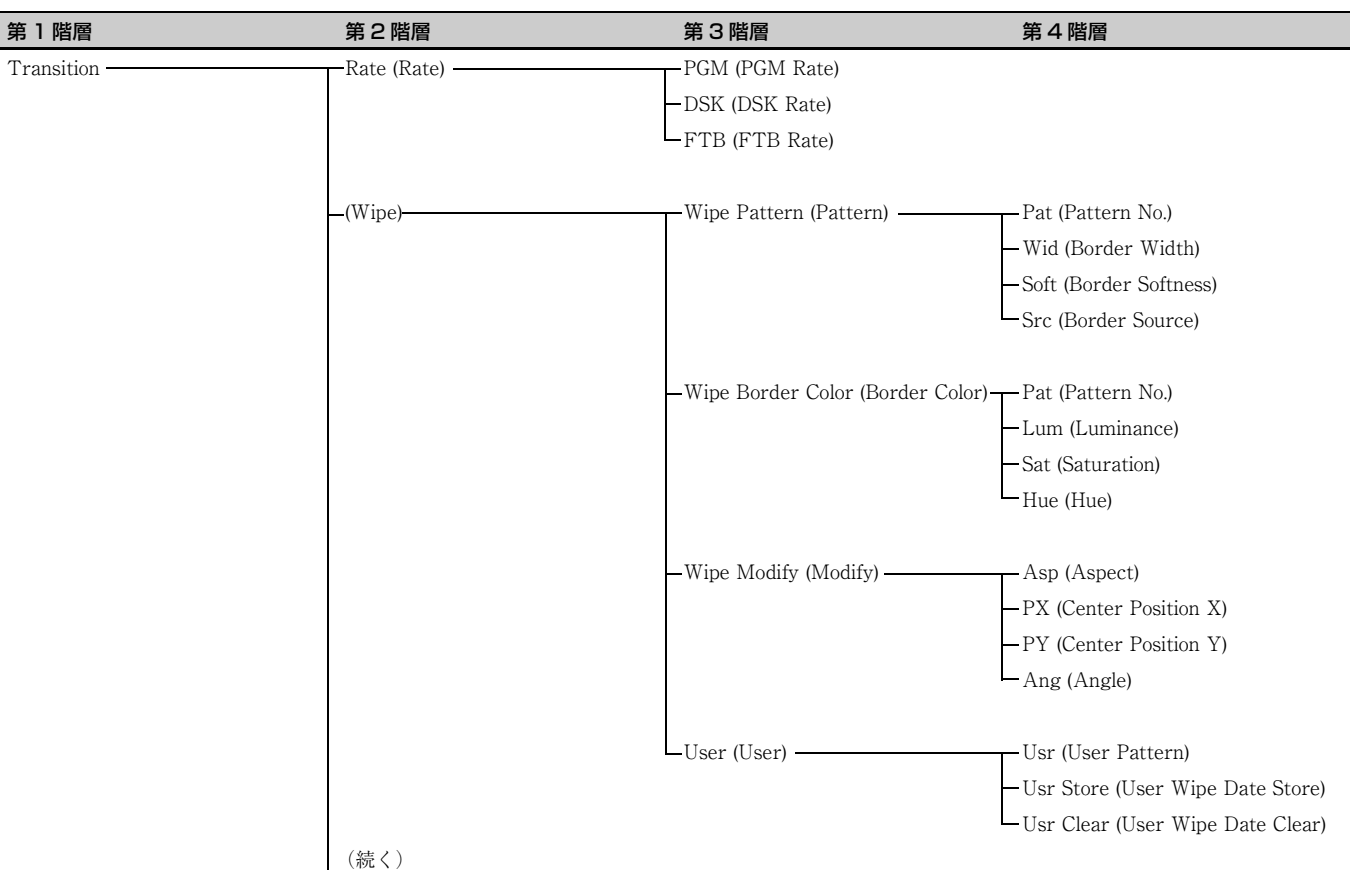 第 1 階層 第 2 階層 第 3 階層 第 4 階層
Transition Rate (Rate) PGM (PGM Rate)
DSK (DSK Rate)
FTB (FTB Rate)
(Wipe) Wipe Pattern (Pattern) Pat (Pattern No.)
Wid (Border Width)
Soft (Border Softness)
Src (Border Source)
Wipe Border Color (Border Color) Pat (Pattern No.)
Lum (Luminance)
Sat (Saturation)
Hue (Hue)
Wipe Modify (Modify) Asp (Aspect)
PX (Center Position X)
PY (Center Position Y)
Ang (Angle)
User (User) Usr (User Pattern)
Usr Store (User Wipe Date Store)
Usr Clear (User Wipe Date Clear)
（続く）